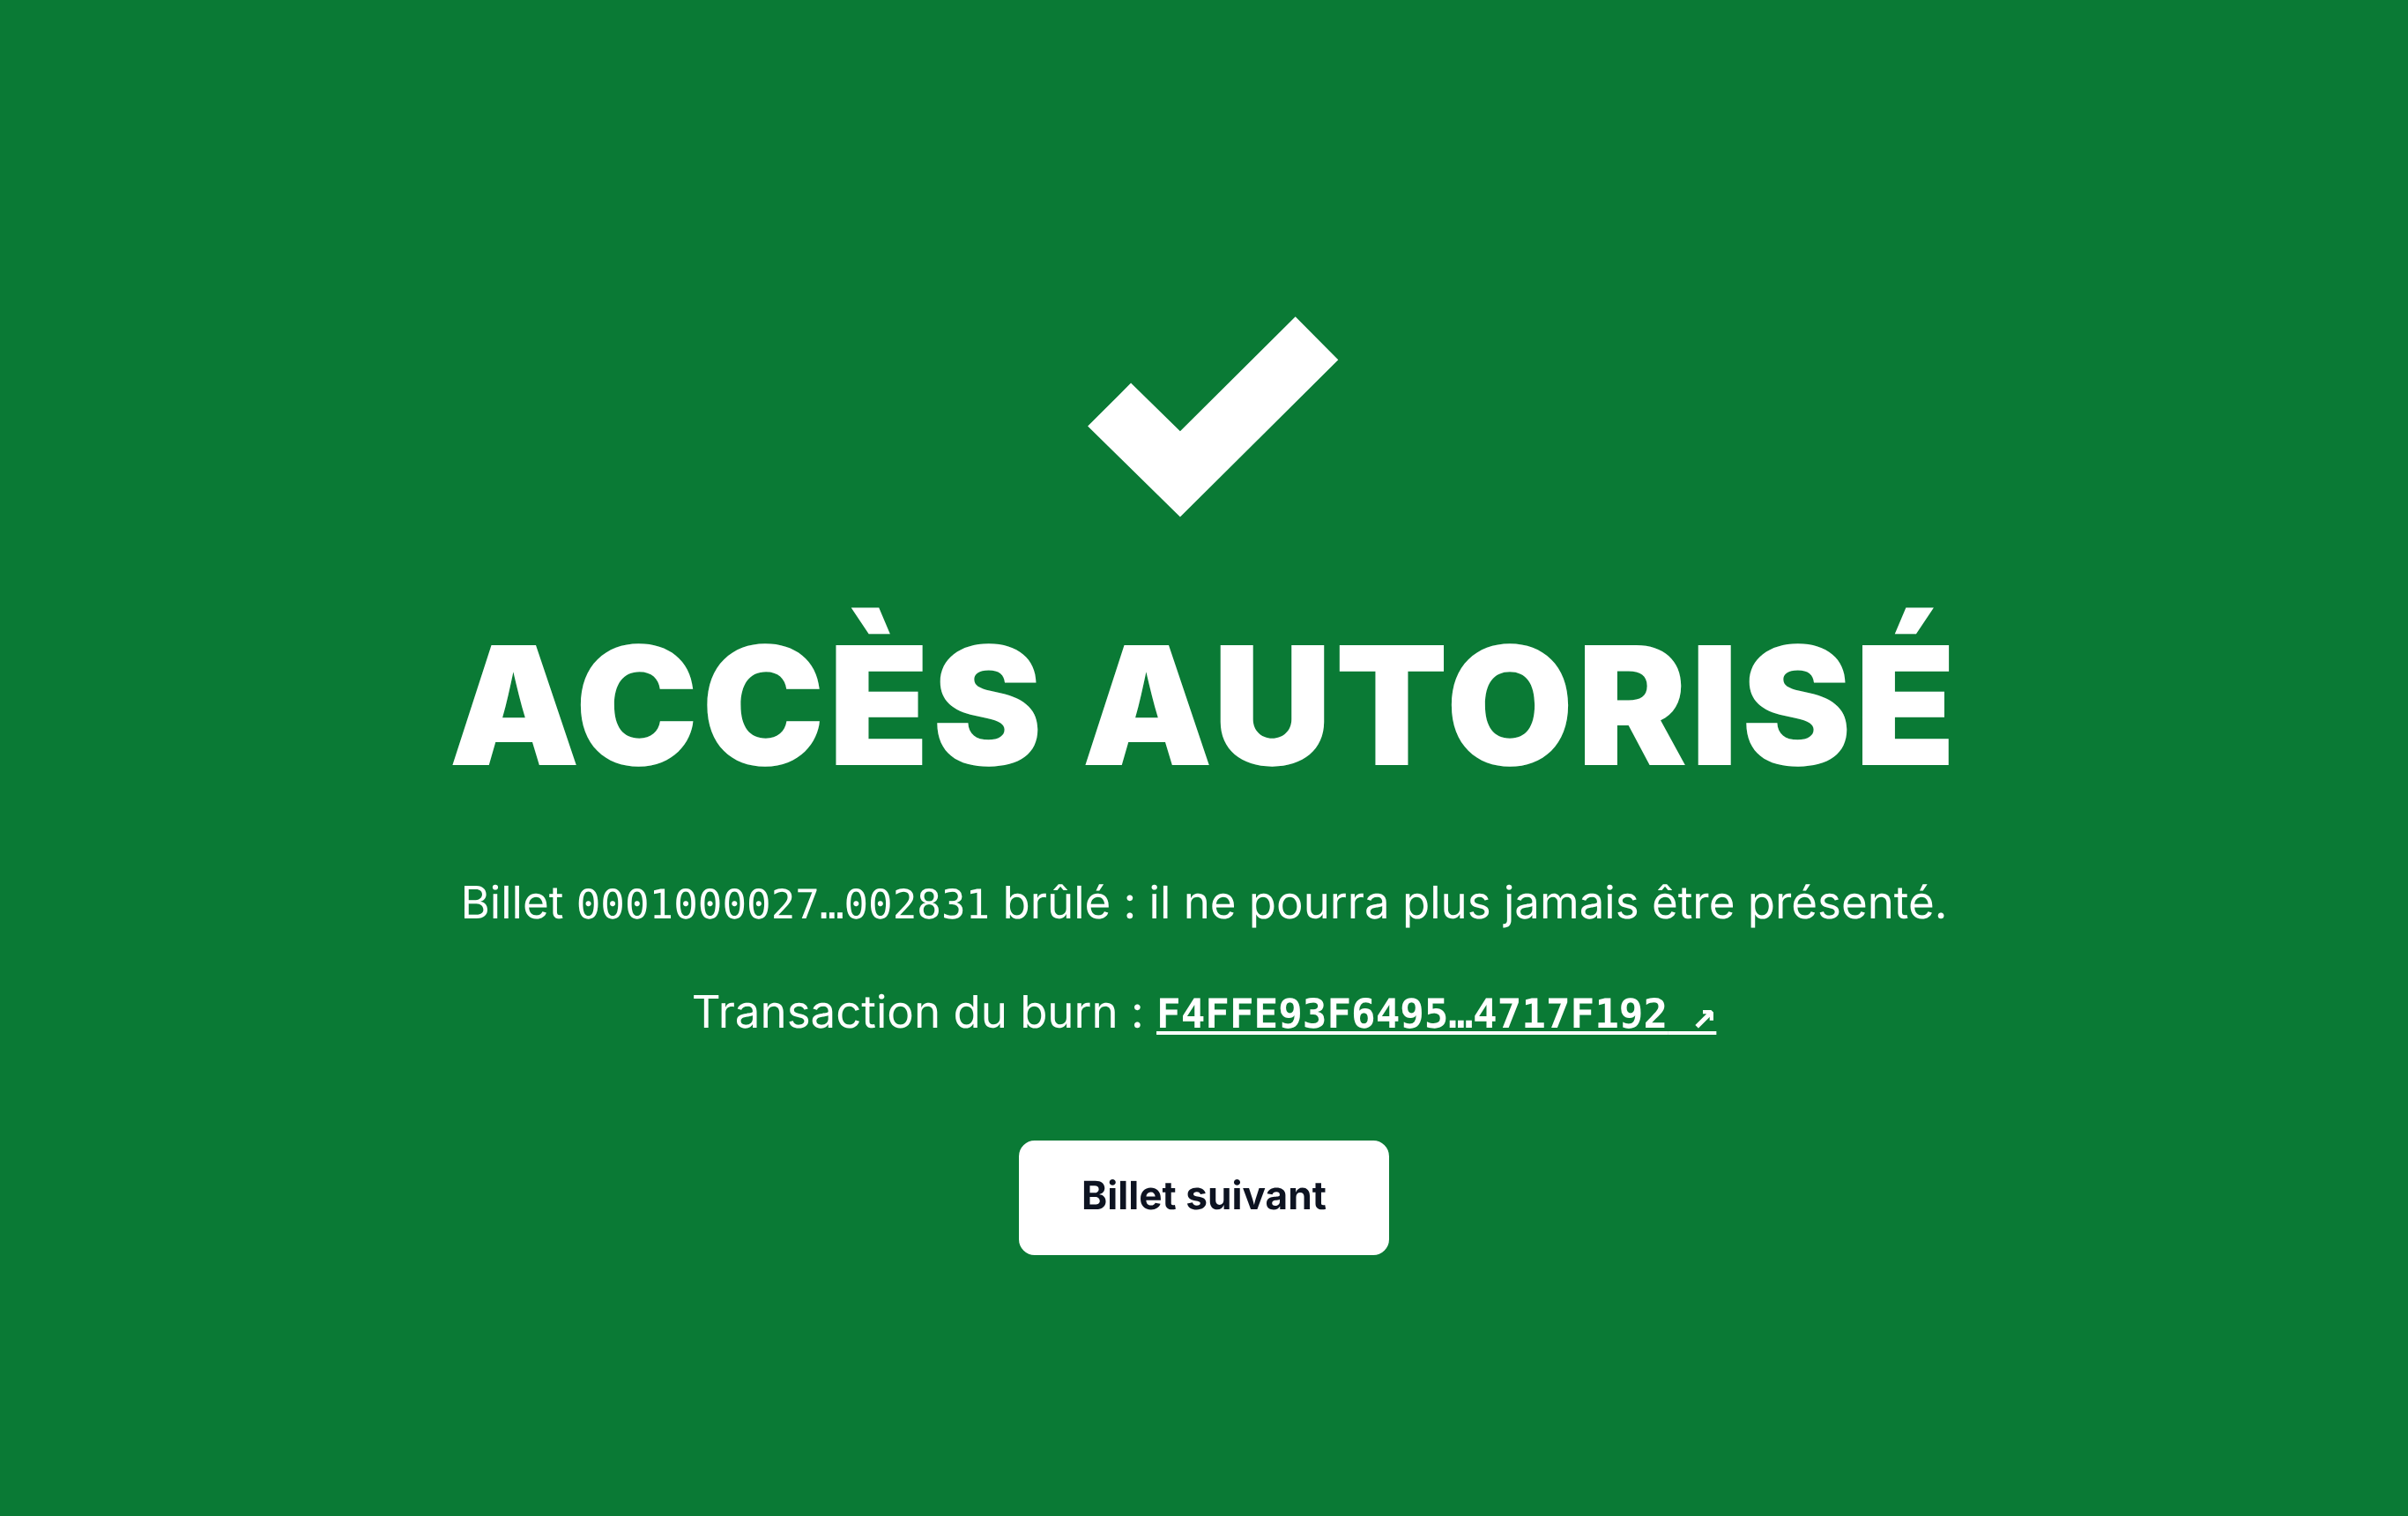 ACCÈS AUTORISÉ
Billet 00010000027…002831 brûlé : il ne pourra plus jamais être présenté.
Transaction du burn : F4FFE93F6495…4717F192 ↗
Billet suivant